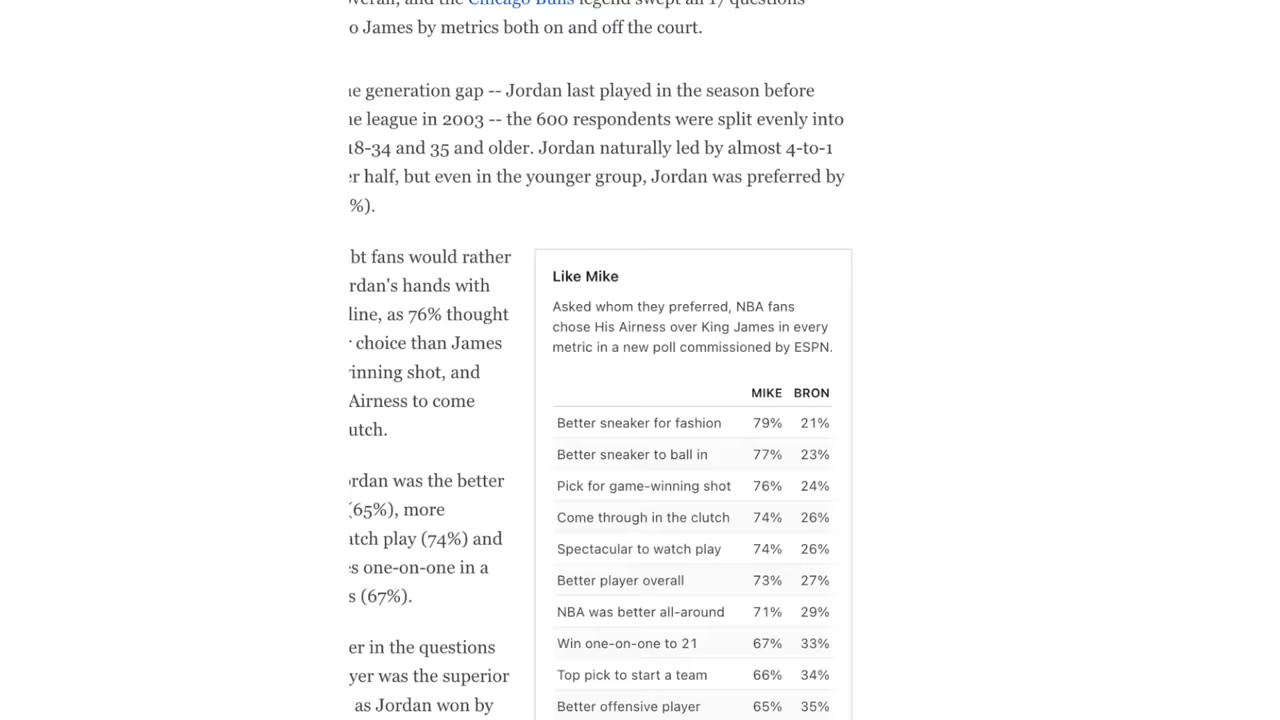 Chicago Bulls legend swept all 17 questions
o James by metrics both on and off the court.
e generation gap -- Jordan last played in the season before
e league in 2003 -- the 600 respondents were split evenly into
18-34 and 35 and older. Jordan naturally led by almost 4-to-1
r half, but even in the younger group, Jordan was preferred by
%).
bt fans would rather
rdan's hands with
line, as 76% thought
choice than James
inning shot, and
Airness to come
utch.
rdan was the better
(65%), more
tch play (74%) and
s one-on-one in a
s (67%).
er in the questions
yer was the superior
as Jordan won by
Like Mike
Asked whom they preferred, NBA fans
chose His Airness over King James in every
metric in a new poll commissioned by ESPN.
MIKE BRON
Better sneaker for fashion 79% 21%
Better sneaker to ball in 77% 23%
Pick for game-winning shot 76% 24%
Come through in the clutch 74% 26%
Spectacular to watch play 74% 26%
Better player overall 73% 27%
NBA was better all-around 71% 29%
Win one-on-one to 21 67% 33%
Top pick to start a team 66% 34%
Better offensive player 65% 35%